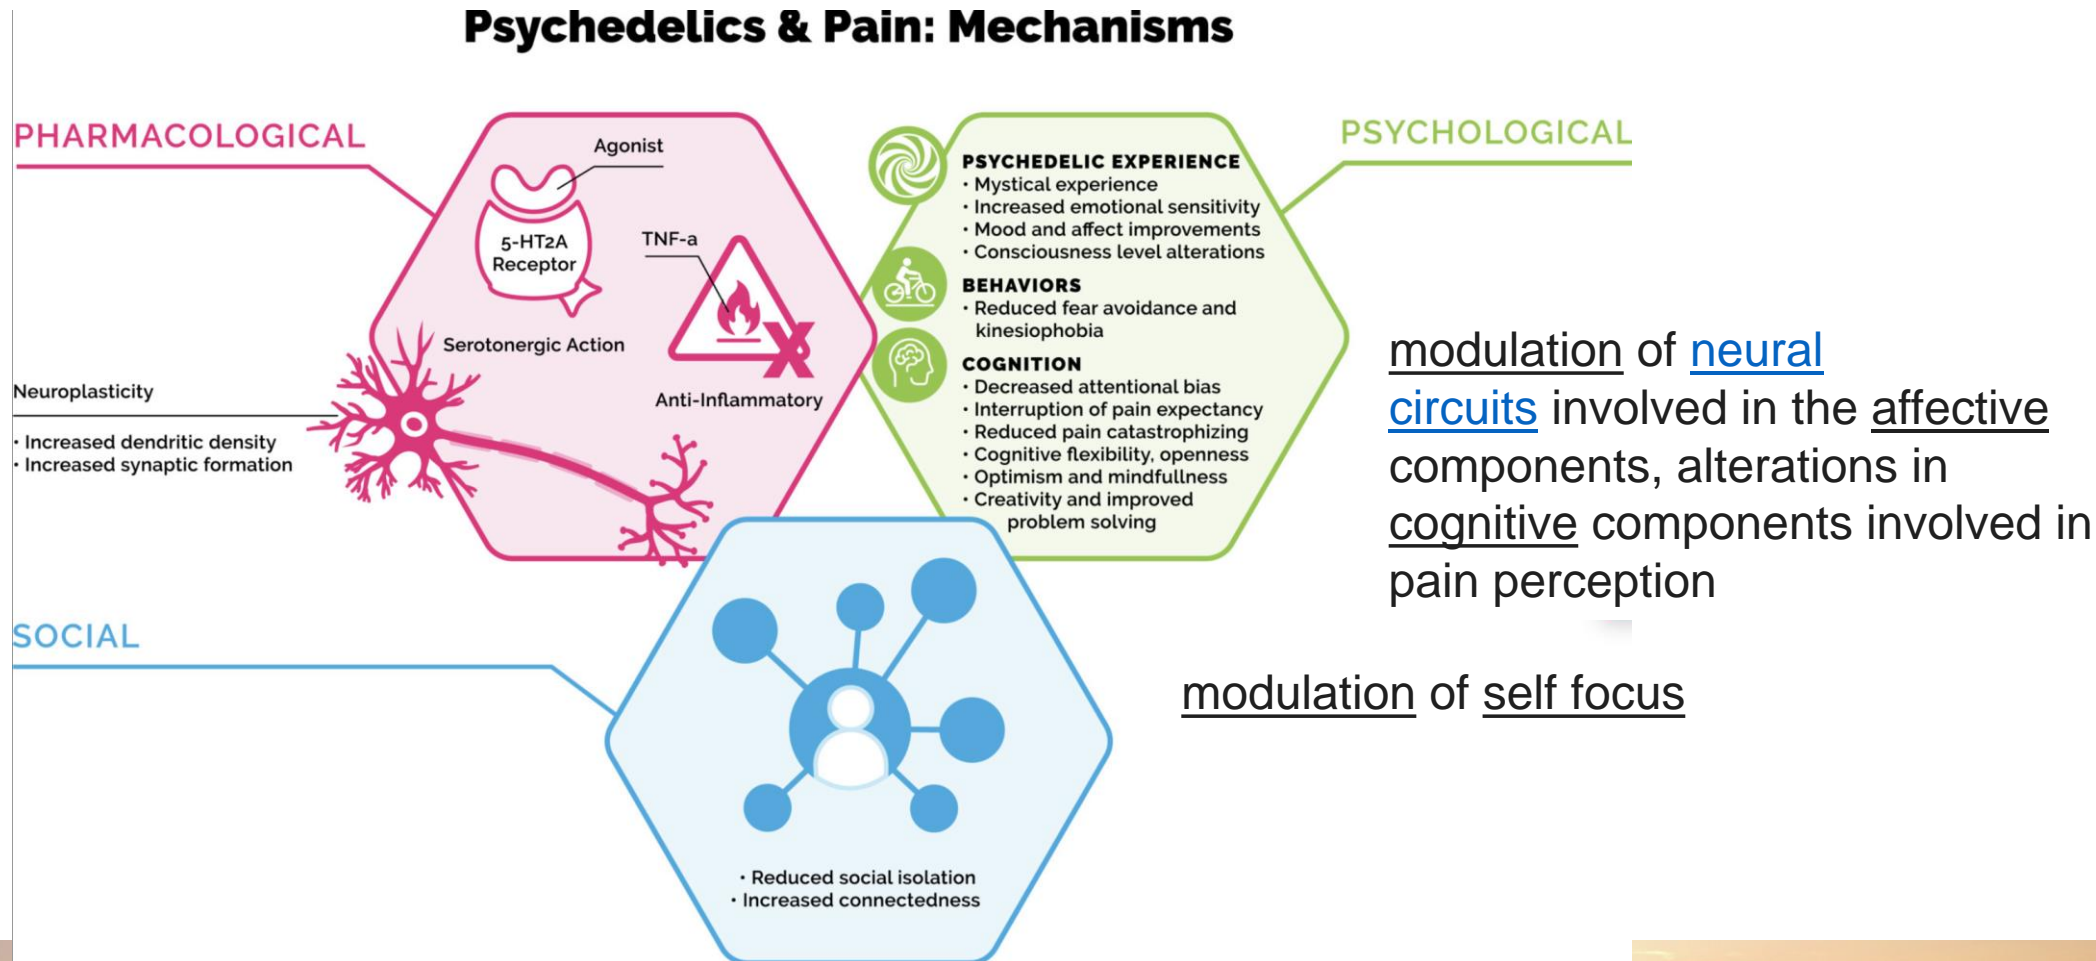 Psychedelics & Pain: Mechanisms
PHARMACOLOGICAL
Agonist
5-HT2A
Receptor
TNF-a
Serotonergic Action
Anti-Inflammatory
Neuroplasticity
• Increased dendritic density
• Increased synaptic formation
PSYCHOLOGICAL
PSYCHEDELIC EXPERIENCE
• Mystical experience
• Increased emotional sensitivity
• Mood and affect improvements
• Consciousness level alterations
BEHAVIORS
• Reduced fear avoidance and
kinesiophobia
COGNITION
• Decreased attentional bias
• Interruption of pain expectancy
• Reduced pain catastrophizing
• Cognitive flexibility, openness
• Optimism and mindfullness
• Creativity and improved
problem solving
modulation of neural
circuits involved in the affective
components, alterations in
cognitive components involved in
pain perception
SOCIAL
• Reduced social isolation
• Increased connectedness
modulation of self focus